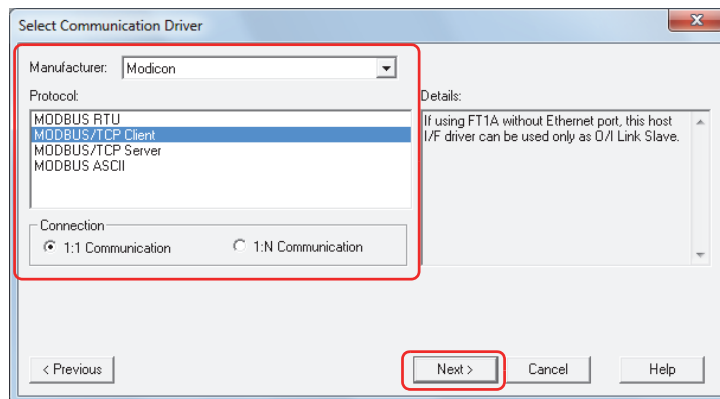 Select Communication Driver
Manufacturer: Modicon
Protocol:
MODBUS RTU
MODBUS/TCP Client
MODBUS/TCP Server
MODBUS ASCII
Details:
If using FT1A without Ethernet port, this host
I/F driver can be used only as O/I Link Slave.
Connection
1:1 Communication 1:N Communication
< Previous Next > Cancel Help